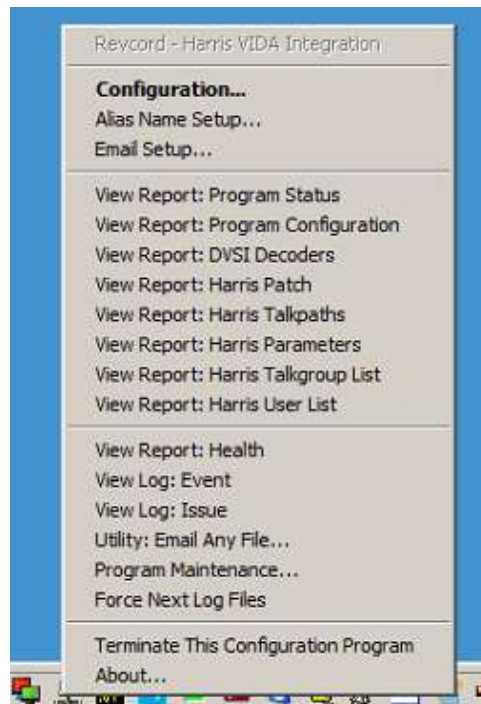 Revcord - Harris VIDA Integration
Configuration...
Alias Name Setup...
Email Setup...
View Report: Program Status
View Report: Program Configuration
View Report: DVSI Decoders
View Report: Harris Patch
View Report: Harris Talkpaths
View Report: Harris Parameters
View Report: Harris Talkgroup List
View Report: Harris User List
View Report: Health
View Log: Event
View Log: Issue
Utility: Email Any File...
Program Maintenance...
Force Next Log Files
Terminate This Configuration Program
About...